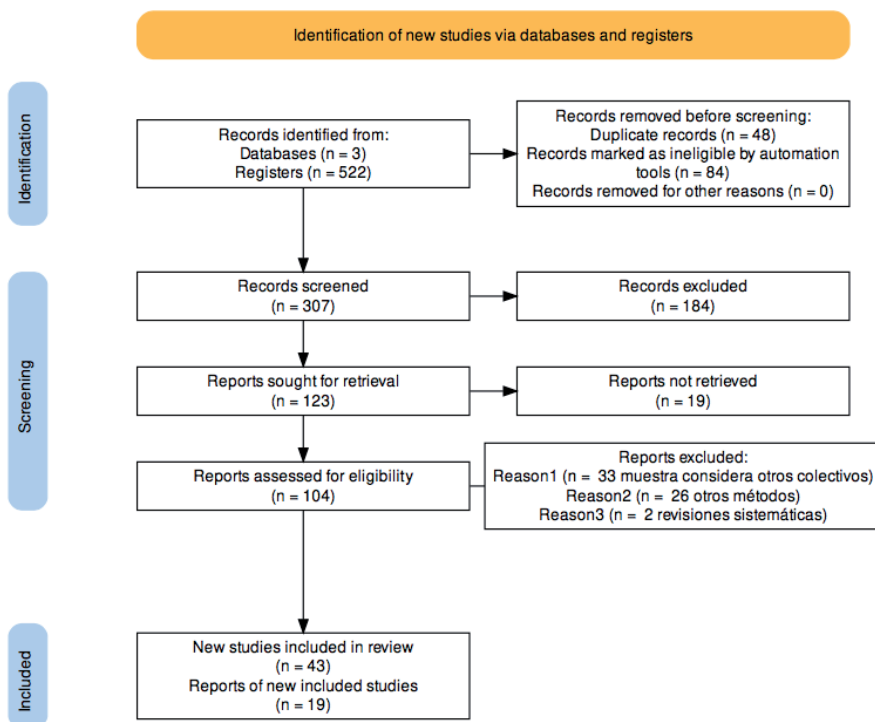 Identification of new studies via databases and registers
Identification
Records identified from:
Databases (n = 3)
Registers (n = 522)
Records removed before screening:
Duplicate records (n = 48)
Records marked as ineligible by automation
tools (n = 84)
Records removed for other reasons (n = 0)
Screening
Records screened
(n = 307)
Records excluded
(n = 184)
Reports sought for retrieval
(n = 123)
Reports not retrieved
(n = 19)
Reports assessed for eligibility
(n = 104)
Reports excluded:
Reason1 (n = 33 muestra considera otros colectivos)
Reason2 (n = 26 otros métodos)
Reason3 (n = 2 revisiones sistemáticas)
Included
New studies included in review
(n = 43)
Reports of new included studies
(n = 19)